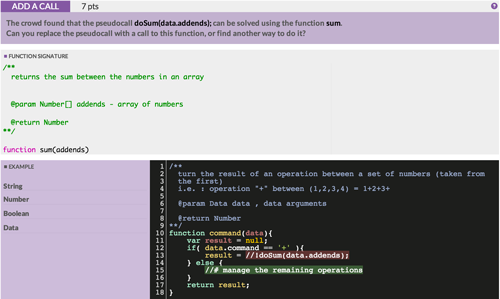 ADD A CALL 7 pts ?
The crowd found that the pseudocall doSum(data.addends); can be solved using the function sum.
Can you replace the pseudocall with a call to this function, or find another way to do it?
FUNCTION SIGNATURE
/**
returns the sum between the numbers in an array
@param Number[] addends - array of numbers
@return Number
**/
function sum(addends)
EXAMPLE
String
Number
Boolean
Data
1 /**
2 turn the result of an operation between a set of numbers (taken from
3 the first)
4 i.e. : operation "+" between (1,2,3,4) = 1+2+3+
5
6 @param Data data , data arguments
7
8 @return Number
9 **/
10 function command(data){
11 var result = null;
12 if( data.command == '+' ){
13 result = //!doSum(data.addends);
14 } else {
15 //# manage the remaining operations
16 }
17 return result;
18 }